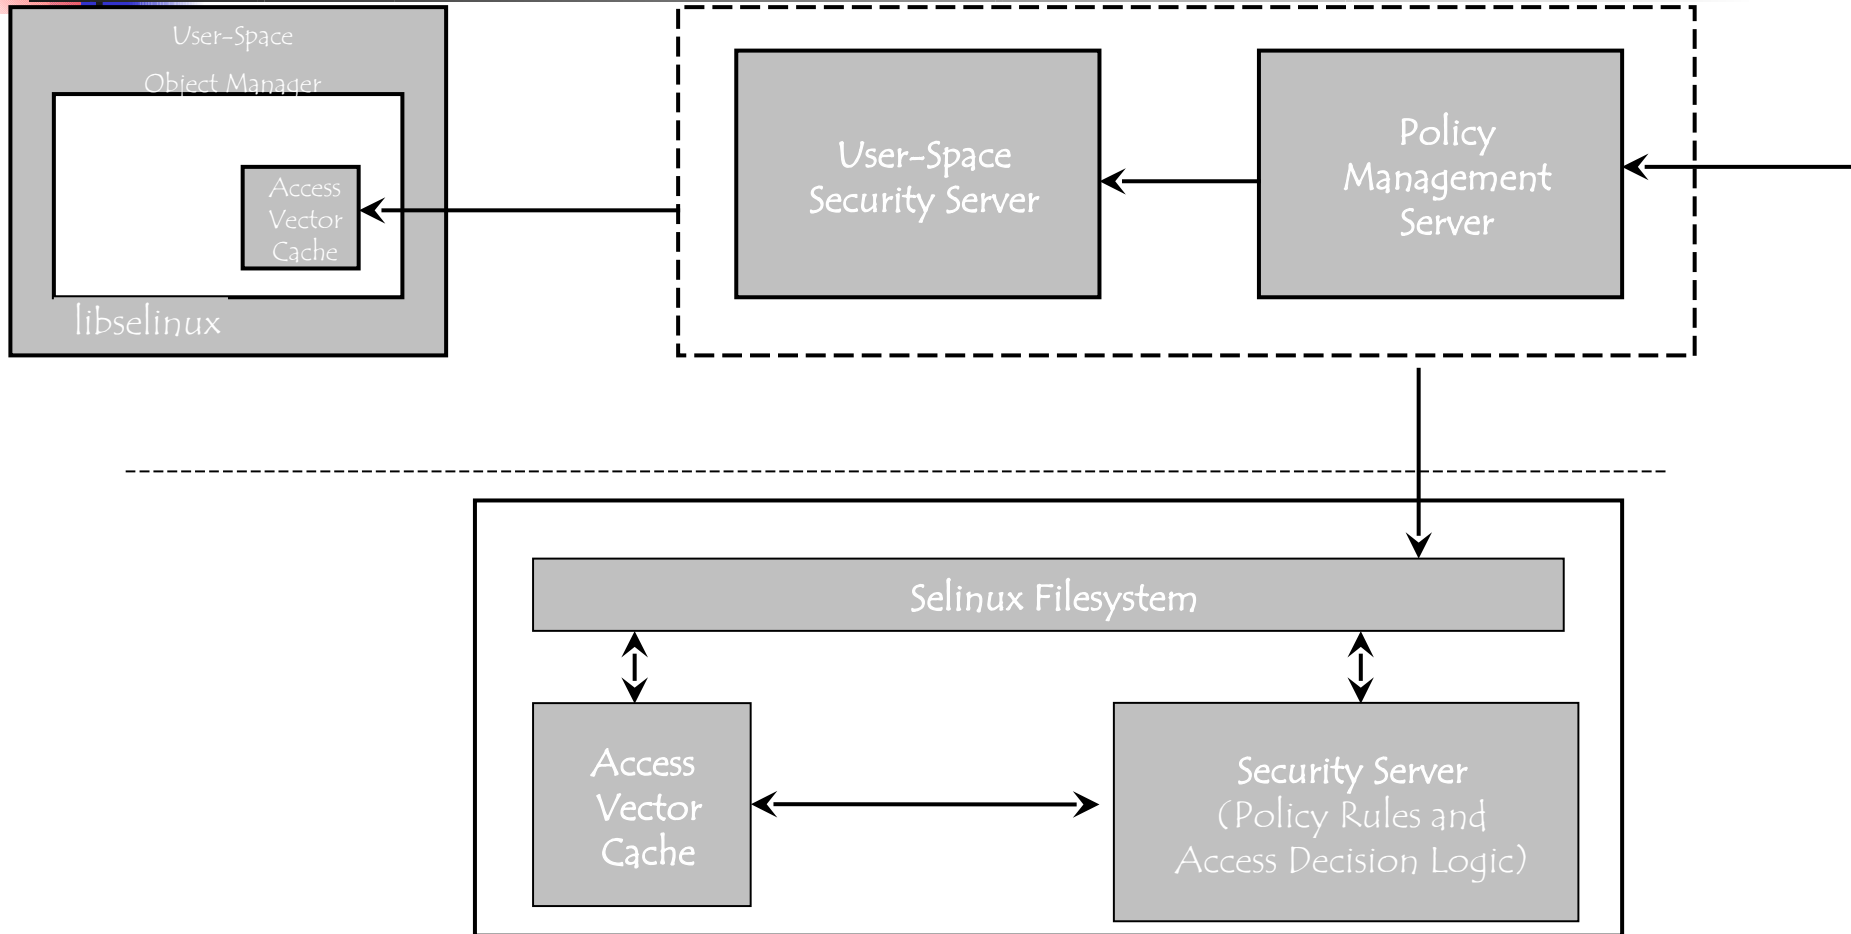 User-Space
Object Manager
Access
Vector
Cache
libselinux
User-Space
Security Server
Policy
Management
Server
Selinux Filesystem
Access
Vector
Cache
Security Server
(Policy Rules and
Access Decision Logic)